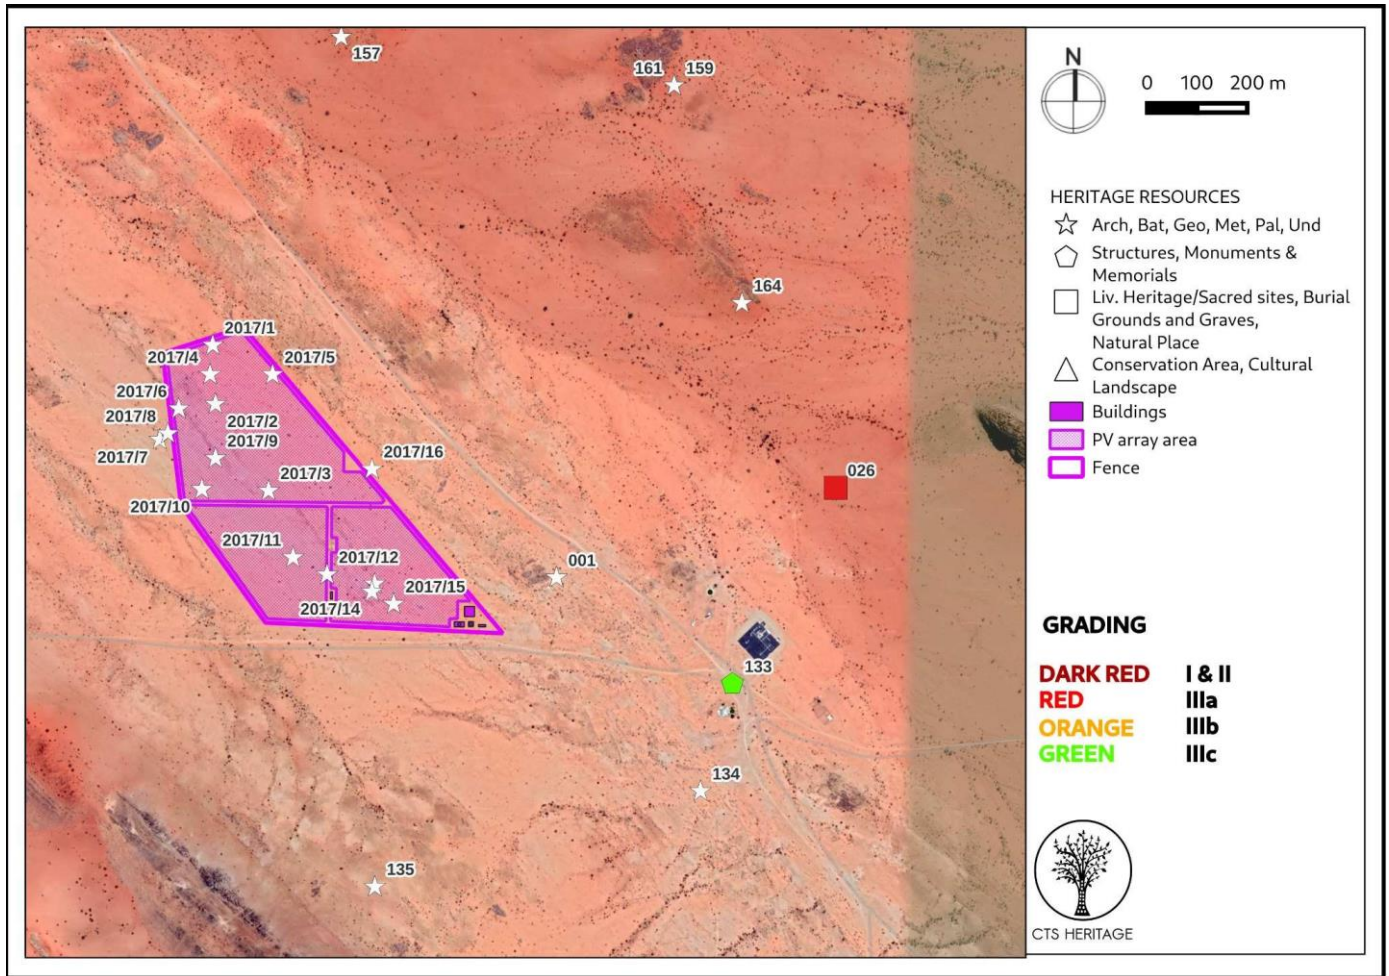 157
161
159
164
2017/1
2017/4
2017/5
2017/6
2017/8
2017/2
2017/9
2017/7
2017/16
2017/3
2017/10
026
2017/11
2017/12
001
2017/15
2017/14
133
134
135
N
0 100 200 m
HERITAGE RESOURCES
Arch, Bat, Geo, Met, Pal, Und
Structures, Monuments &
Memorials
Liv. Heritage/Sacred sites, Burial
Grounds and Graves,
Natural Place
Conservation Area, Cultural
Landscape
Buildings
PV array area
Fence
GRADING
DARK RED I & II
RED IIIa
ORANGE IIIb
GREEN IIIc
CTS HERITAGE